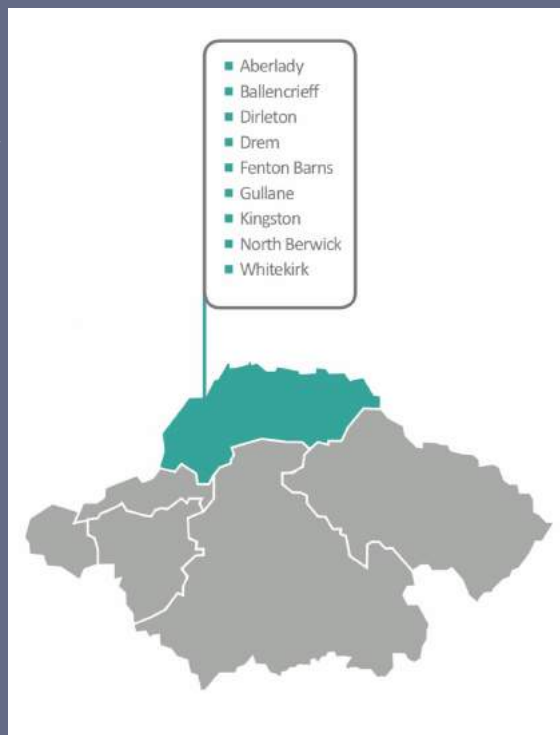 Aberlady
Ballencrieff
Dirleton
Drem
Fenton Barns
Gullane
Kingston
North Berwick
Whitekirk